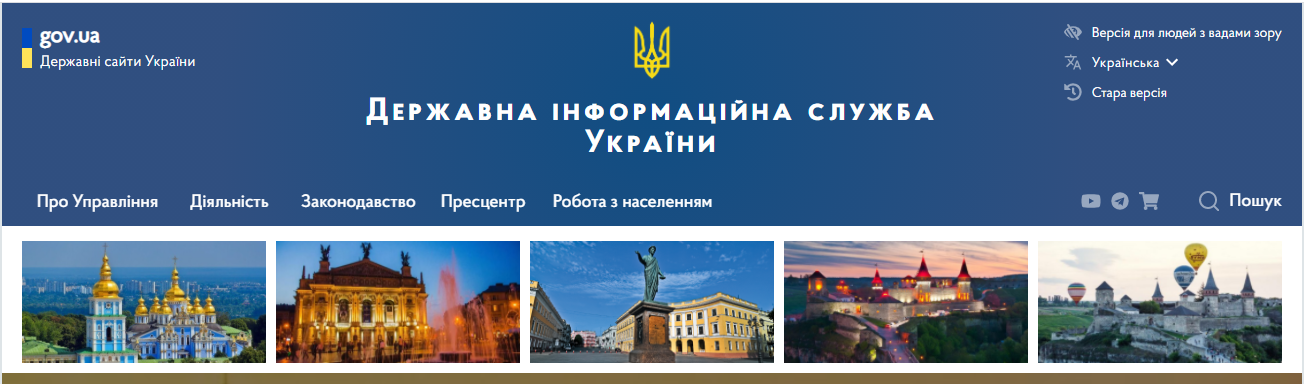 gov.ua
Державні сайти України
Версія для людей з вадами зору
Українська
Стара версія
Державна інформаційна служба
України
Про Управління Діяльність Законодавство Пресцентр Робота з населенням
Пошук